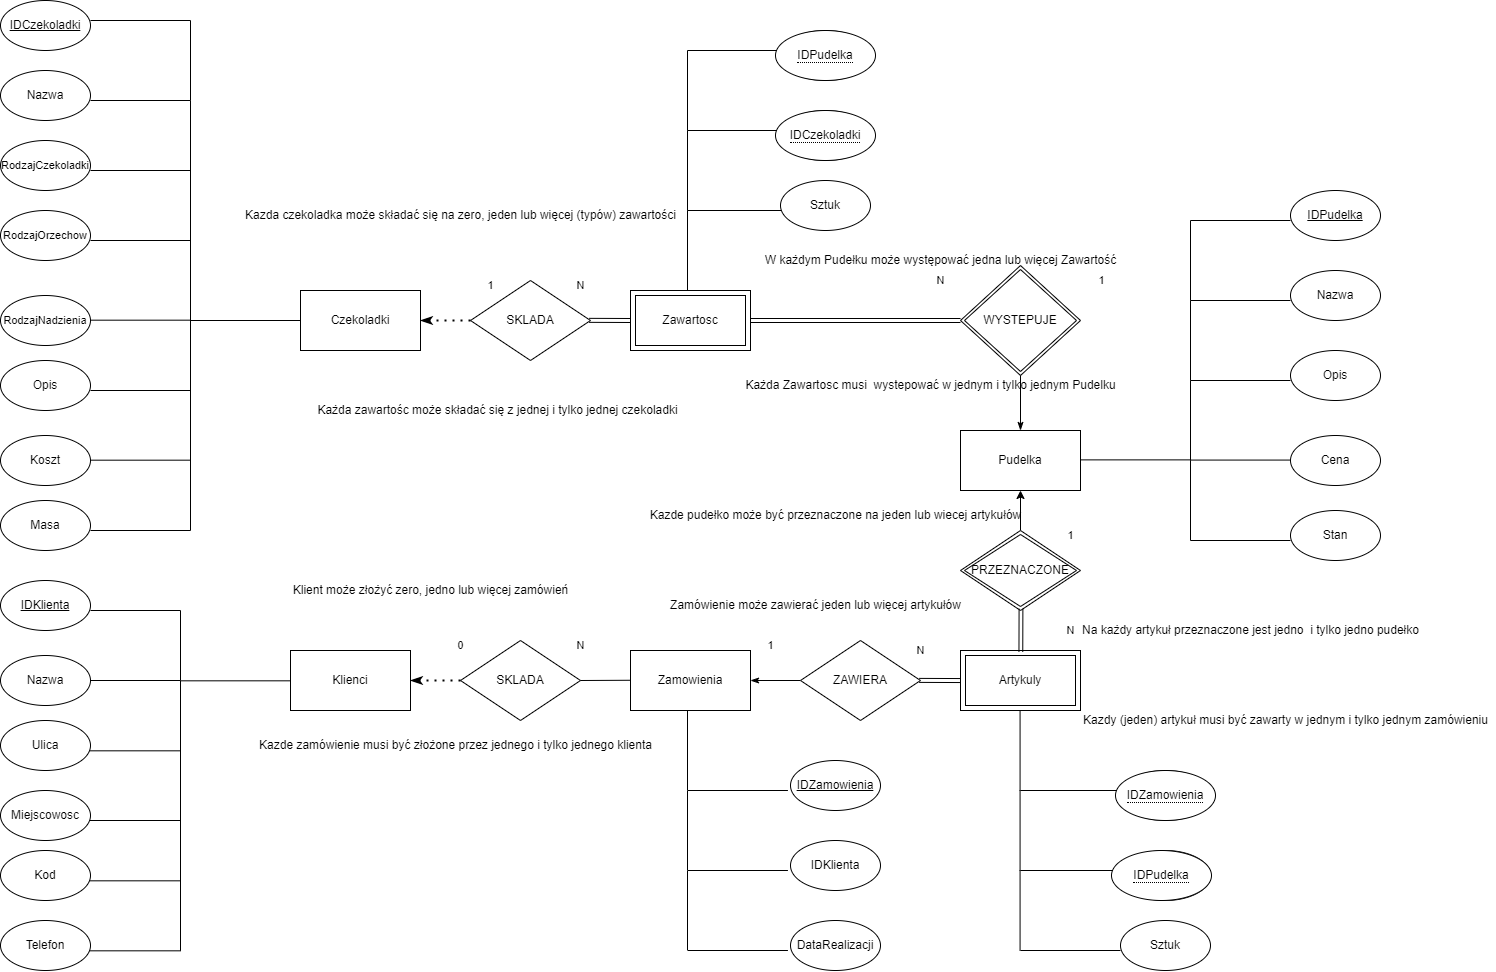 IDCzekoladki
Nazwa
RodzajCzekoladki
RodzajOrzechow
RodzajNadzienia
Opis
Koszt
Masa
IDPudelka
IDCzekoladki
Sztuk
Kazda czekoladka może składać się na zero, jeden lub więcej (typów) zawartości
W każdym Pudełku może występować jedna lub więcej Zawartość
1
N
N
1
Czekoladki
SKLADA
Zawartosc
WYSTEPUJE
Każda Zawartosc musi  wystepować w jednym i tylko jednym Pudelku
Każda zawartośc może składać się z jednej i tylko jednej czekoladki
IDPudelka
Nazwa
Opis
Cena
Stan
Pudelka
Kazde pudełko może być przeznaczone na jeden lub wiecej artykułów
1
PRZEZNACZONE
N
Na każdy artykuł przeznaczone jest jedno  i tylko jedno pudełko
IDKlienta
Nazwa
Ulica
Miejscowosc
Kod
Telefon
Klient może złożyć zero, jedno lub więcej zamówień
Zamówienie może zawierać jeden lub więcej artykułów
0
N
1
N
Klienci
SKLADA
Zamowienia
ZAWIERA
Artykuly
Kazde zamówienie musi być złożone przez jednego i tylko jednego klienta
Kazdy (jeden) artykuł musi być zawarty w jednym i tylko jednym zamówieniu
IDZamowienia
IDKlienta
DataRealizacji
IDZamowienia
IDPudelka
Sztuk